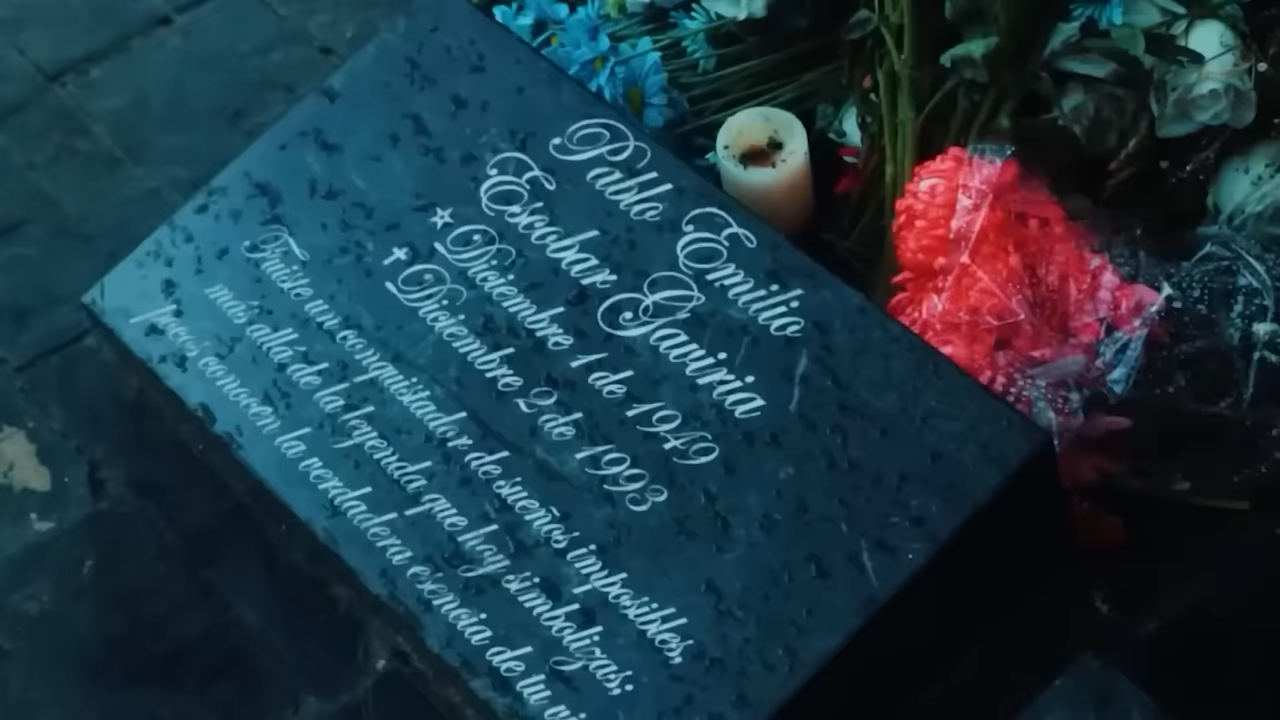 Pablo Emilio
Escobar Gaviria
☆ Diciembre 1 de 1949
✝ Diciembre 2 de 1993
Fuiste un conquistador de sueños imposibles,
más allá de la leyenda que hoy simbolizas;
pocos conocen la verdadera esencia de tu